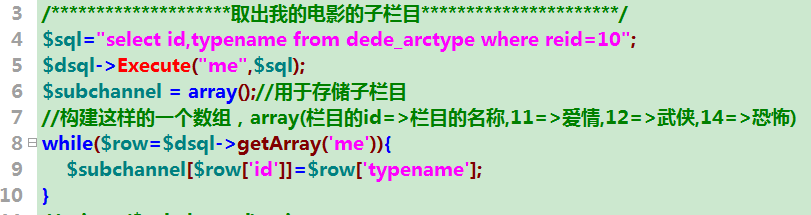 3 /********************取出我的电影的子栏目**********************/
4 $sql="select id,typename from dede_arctype where reid=10";
5 $dsql->Execute("me",$sql);
6 $subchannel = array();//用于存储子栏目
7 //构建这样的一个数组，array(栏目的id=>栏目的名称,11=>爱情,12=>武侠,14=>恐怖)
8 while($row=$dsql->getArray('me')){
9 $subchannel[$row['id']]=$row['typename'];
10 }